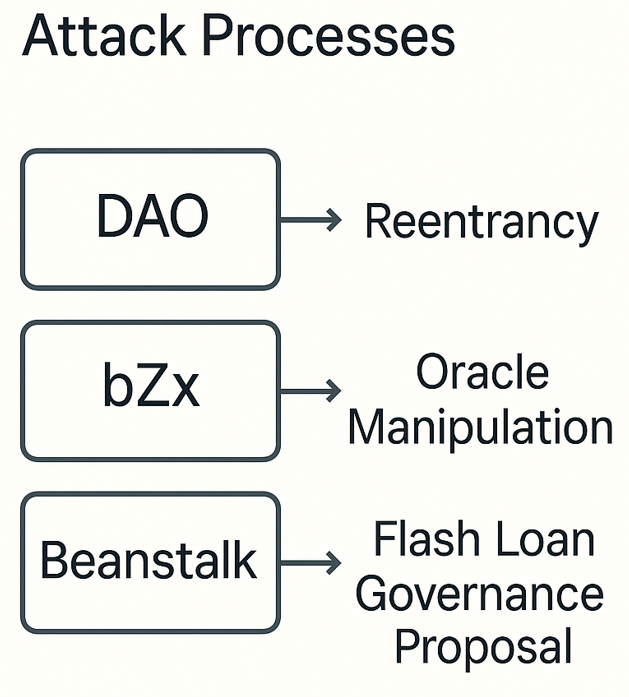 Attack Processes
DAO
Reentrancy
bZx
Oracle
Manipulation
Beanstalk
Flash Loan
Governance
Proposal